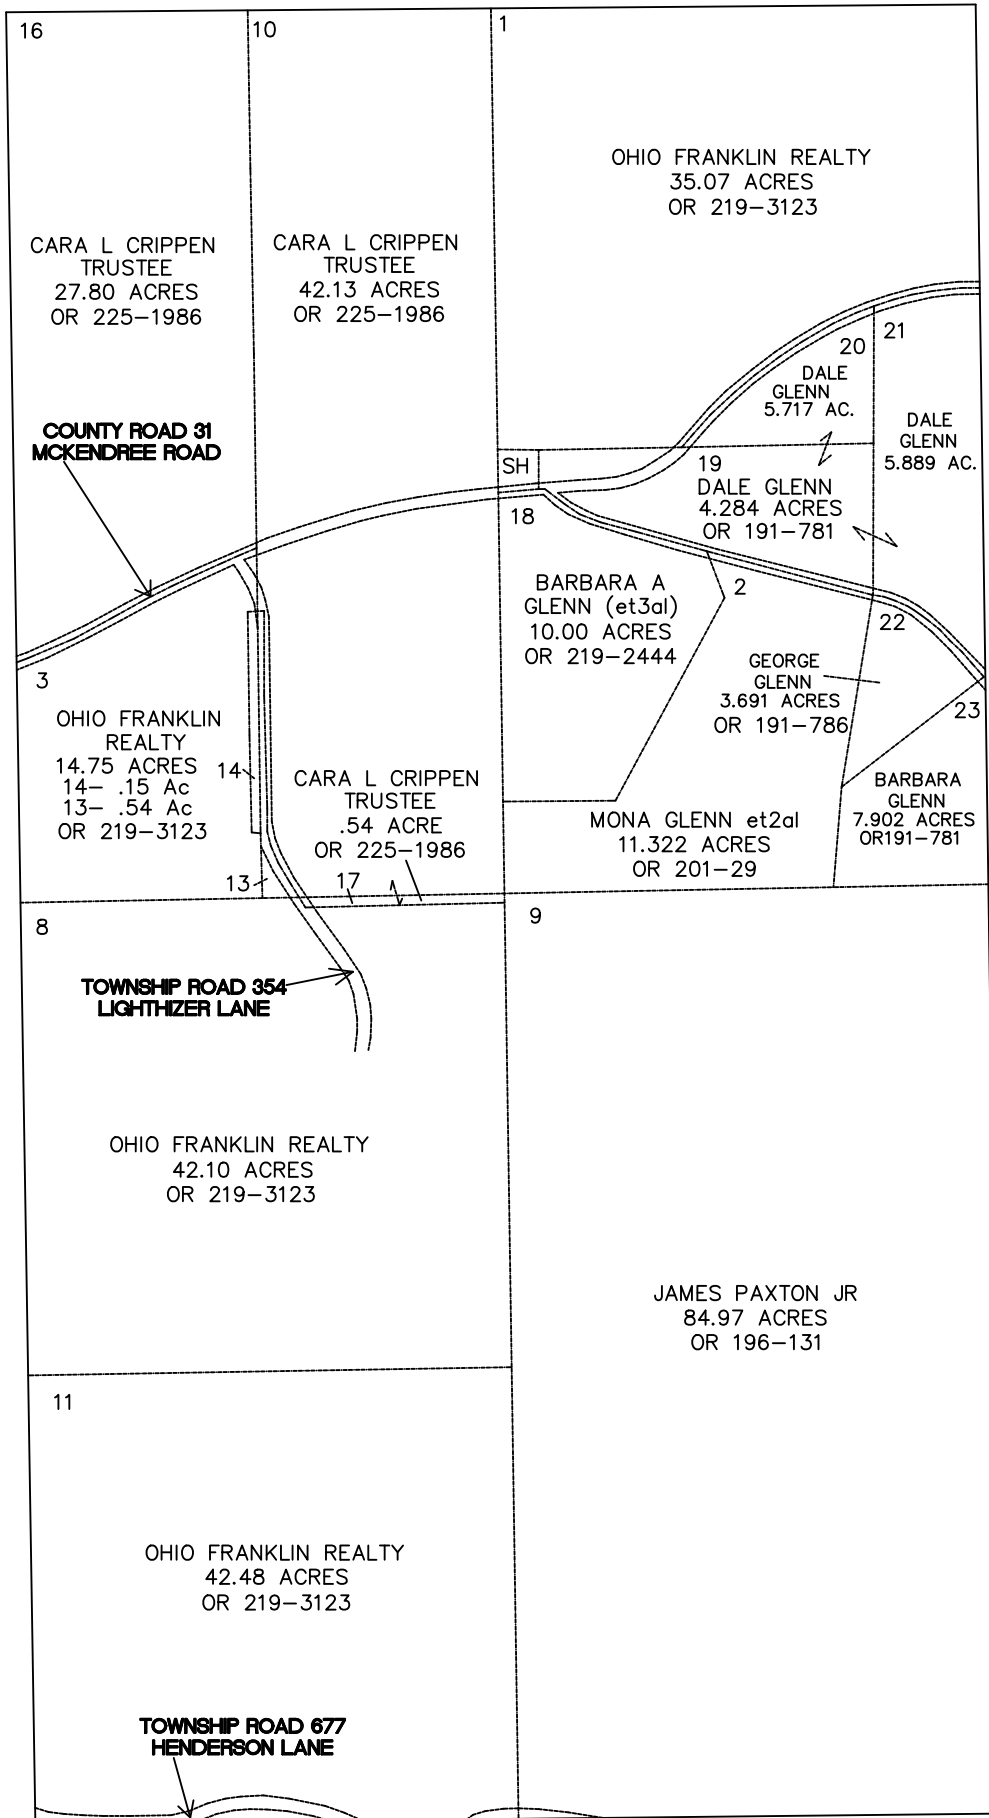 16
10
1
OHIO FRANKLIN REALTY
35.07 ACRES
OR 219-3123
CARA L CRIPPEN
TRUSTEE
27.80 ACRES
OR 225-1986
CARA L CRIPPEN
TRUSTEE
42.13 ACRES
OR 225-1986
21
20
DALE
GLENN
5.717 AC.
DALE
GLENN
5.889 AC.
COUNTY ROAD 31
MCKENDREE ROAD
SH
19
DALE GLENN
4.284 ACRES
OR 191-781
18
BARBARA A
GLENN (et3al)
10.00 ACRES
OR 219-2444
2
22
GEORGE
GLENN
3.691 ACRES
OR 191-786
23
3
OHIO FRANKLIN
REALTY
14.75 ACRES
14- .15 Ac
13- .54 Ac
OR 219-3123
14
CARA L CRIPPEN
TRUSTEE
.54 ACRE
OR 225-1986
MONA GLENN et2al
11.322 ACRES
OR 201-29
BARBARA
GLENN
7.902 ACRES
OR191-781
13
17
8
9
TOWNSHIP ROAD 354
LIGHTHIZER LANE
OHIO FRANKLIN REALTY
42.10 ACRES
OR 219-3123
JAMES PAXTON JR
84.97 ACRES
OR 196-131
11
OHIO FRANKLIN REALTY
42.48 ACRES
OR 219-3123
TOWNSHIP ROAD 677
HENDERSON LANE